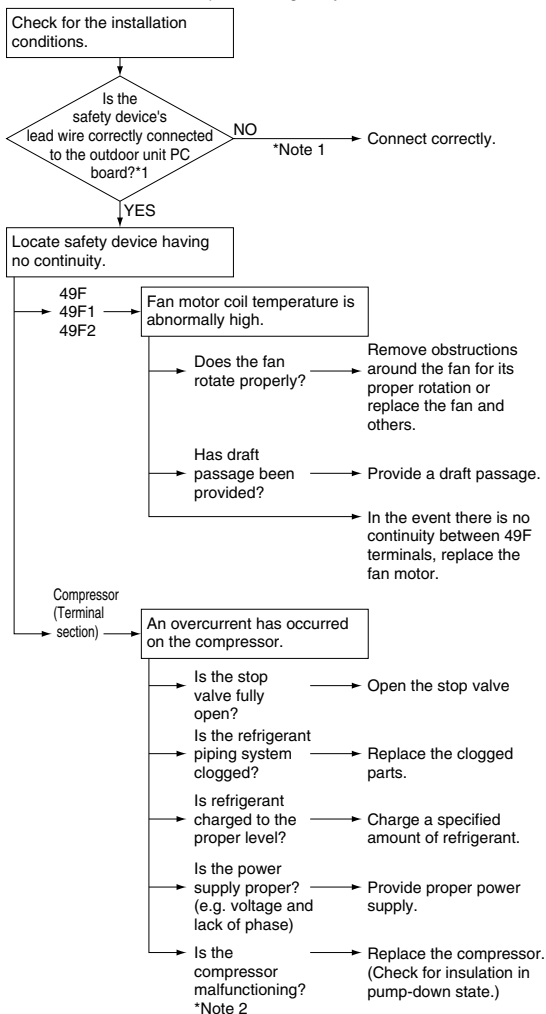 Check for the installation
conditions.
Is the
safety device's
lead wire correctly connected
to the outdoor unit PC
board?*1
NO
*Note 1
Connect correctly.
YES
Locate safety device having
no continuity.
49F
49F1
49F2
Fan motor coil temperature is
abnormally high.
Does the fan
rotate properly?
Remove obstructions
around the fan for its
proper rotation or
replace the fan and
others.
Has draft
passage been
provided?
Provide a draft passage.
In the event there is no
continuity between 49F
terminals, replace the
fan motor.
Compressor
(Terminal
section)
An overcurrent has occurred
on the compressor.
Is the stop
valve fully
open?
Open the stop valve
Is the refrigerant
piping system
clogged?
Replace the clogged
parts.
Is refrigerant
charged to the
proper level?
Charge a specified
amount of refrigerant.
Is the power
supply proper?
(e.g. voltage and
lack of phase)
Provide proper power
supply.
Is the
compressor
malfunctioning?
*Note 2
Replace the compressor.
(Check for insulation in
pump-down state.)